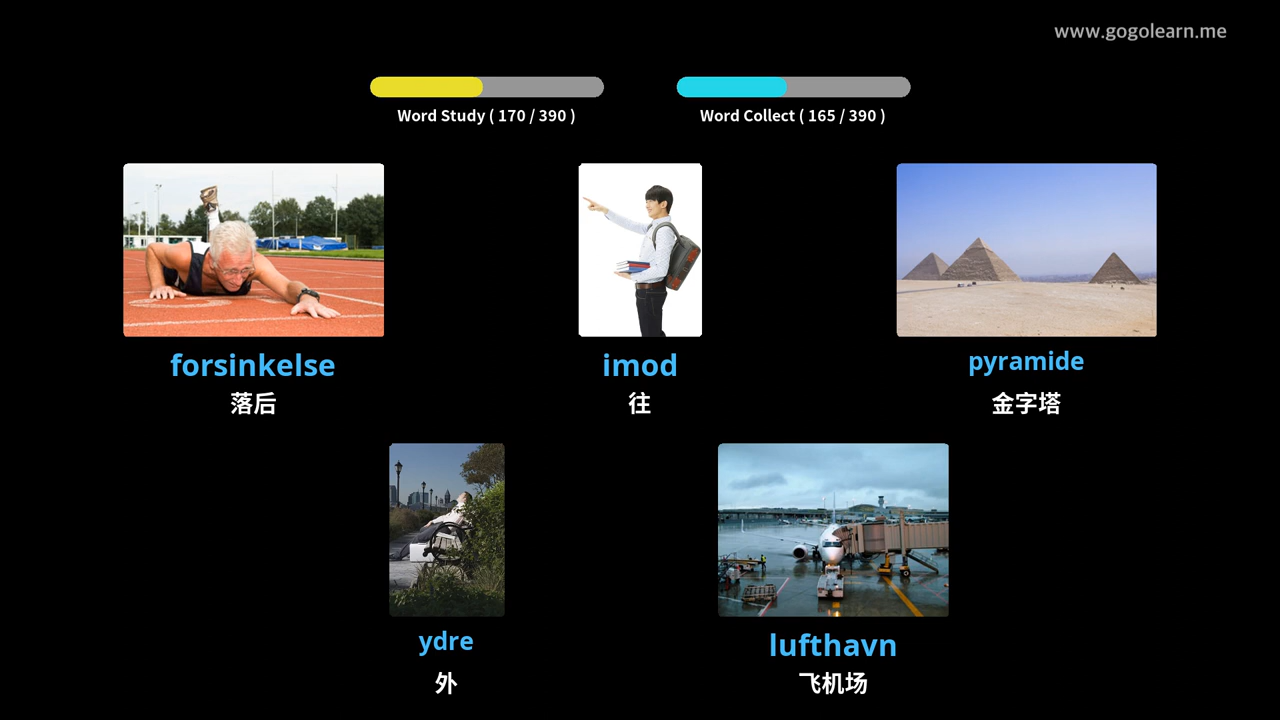 www.gogolearn.me
Word Study ( 170 / 390 )
Word Collect ( 165 / 390 )
forsinkelse
落后
imod
往
pyramide
金字塔
ydre
外
lufthavn
飞机场